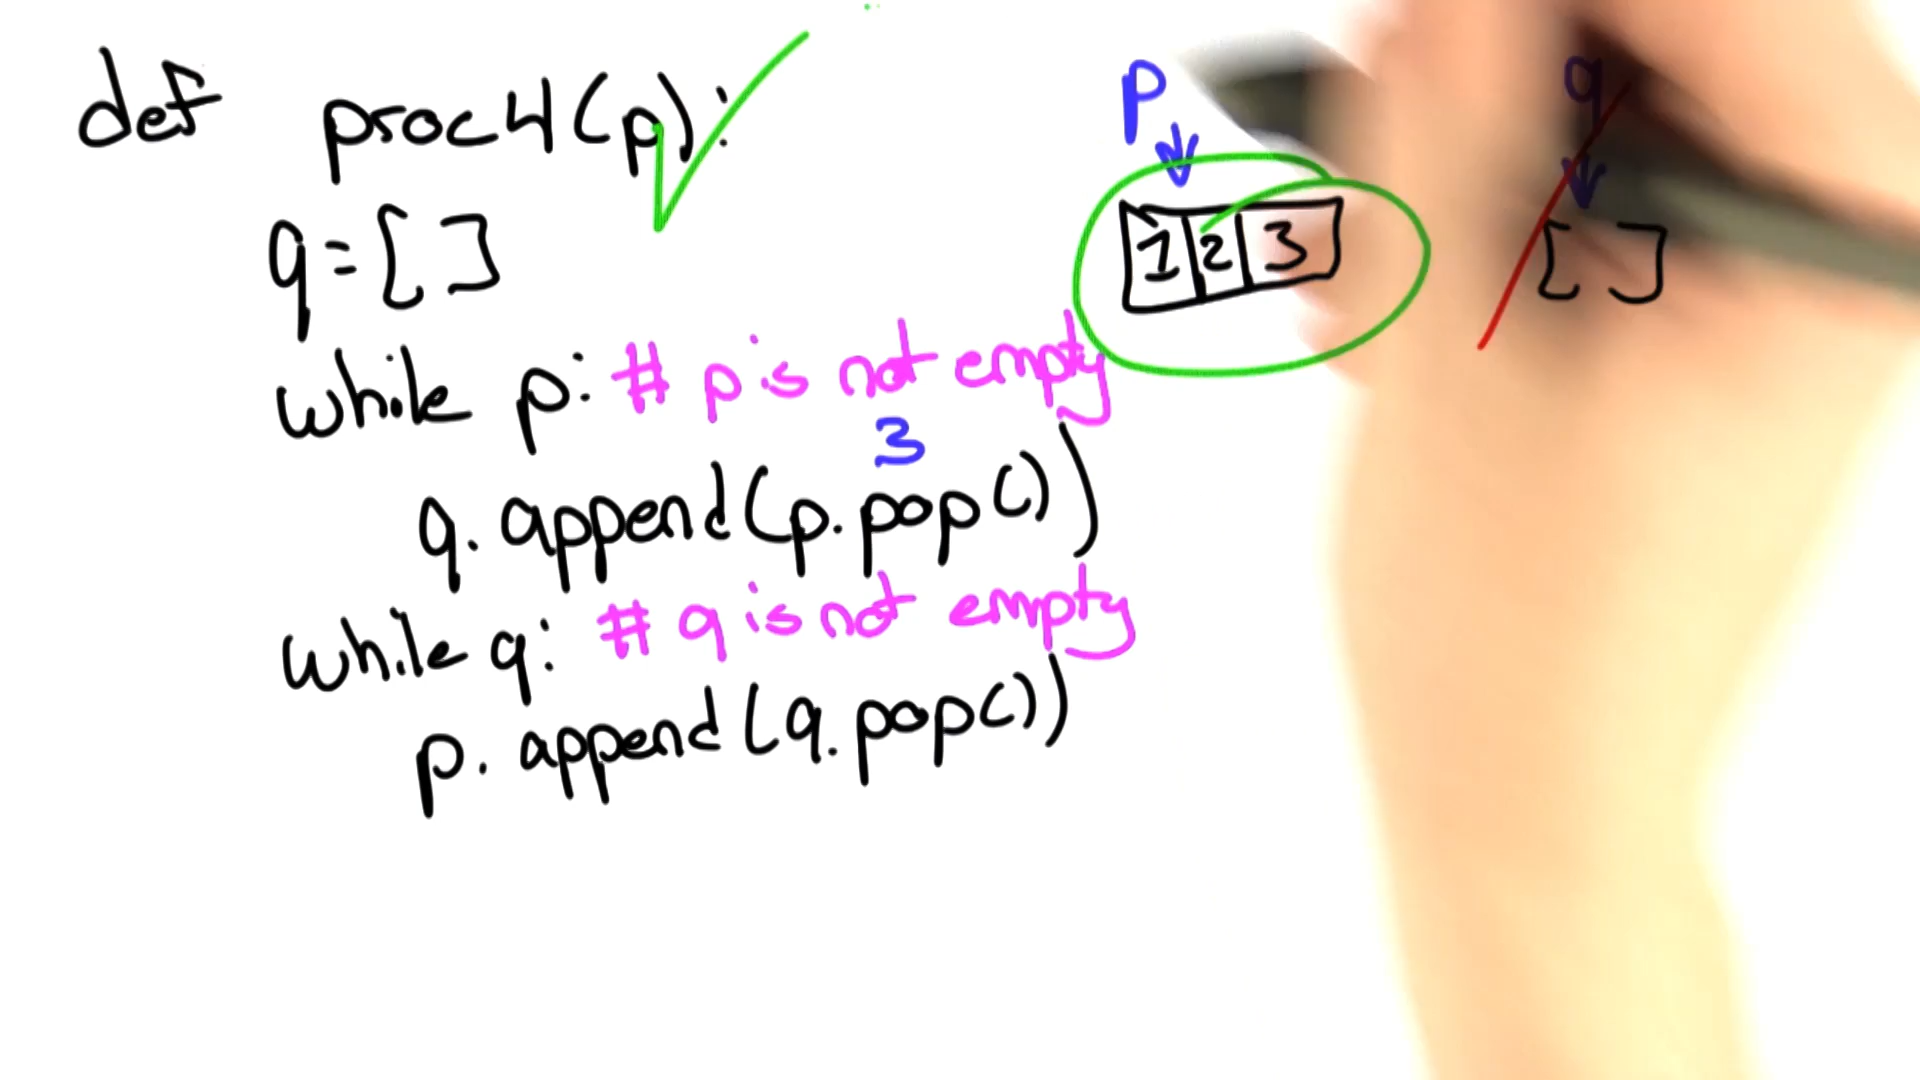 def proc4(p):
q=[]
while p: # p is not empty
3
q.append(p.pop())
while q: # q is not empty
p.append(q.pop())
p
1 2 3
q
[ ]